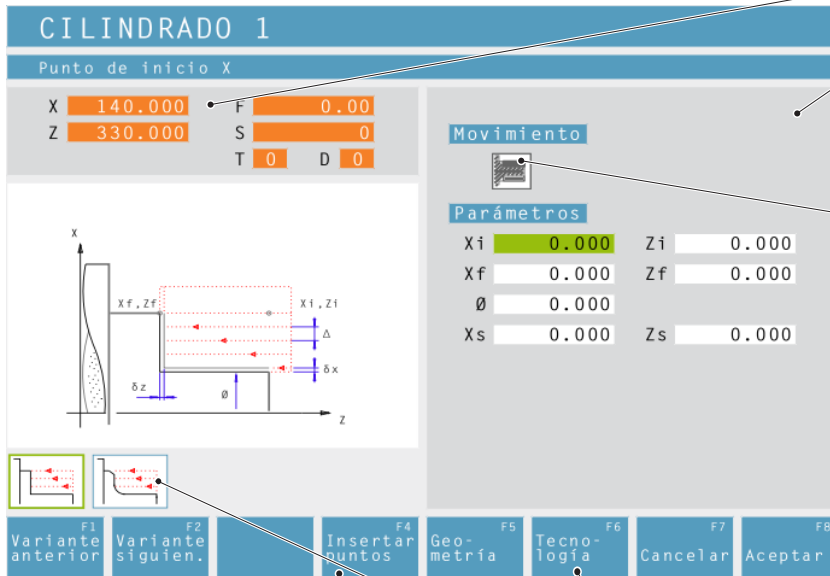 CILINDRADO 1
Punto de inicio X
X 140.000 F 0.00
Z 330.000 S 0
T 0 D 0
Movimiento
Parámetros
Xi 0.000 Zi 0.000
Xf 0.000 Zf 0.000
Ø 0.000
Xs 0.000 Zs 0.000
X
Xf,Zf
Xi,Zi
Δ
δx
δz
Ø
Z
F1 Variante anterior
F2 Variante siguien.
F4 Insertar puntos
F5 Geo-metría
F6 Tecno-logía
F7 Cancelar
F8 Aceptar